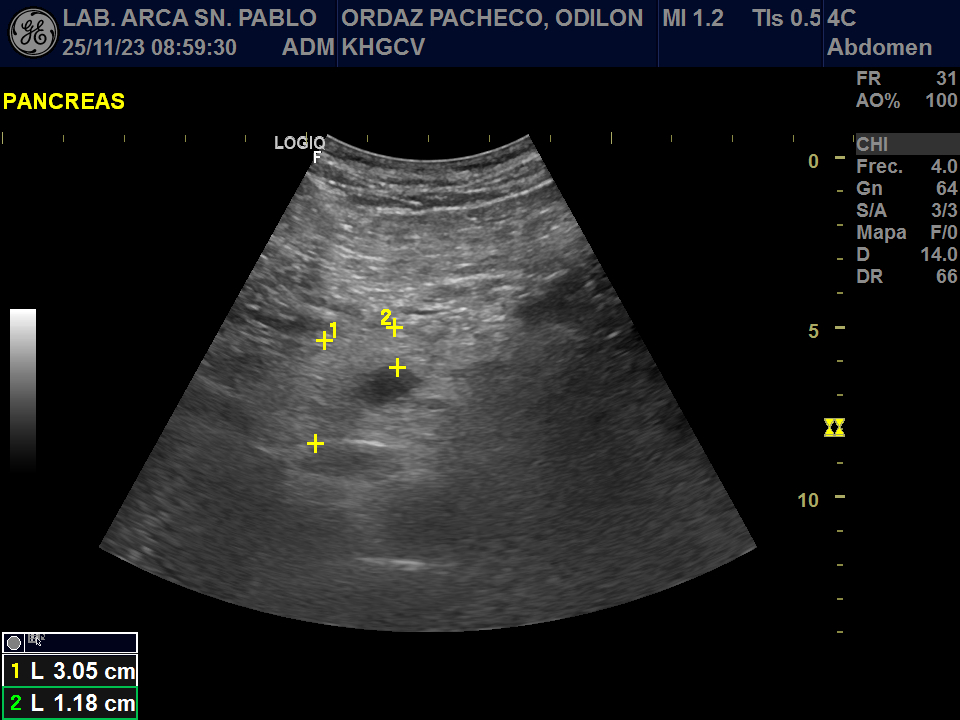 LAB. ARCA SN. PABLO ORDAZ PACHECO, ODILON MI 1.2 TIs 0.5 4C
25/11/23 08:59:30 ADM KHGCV Abdomen
FR 31
PANCREAS
AO% 100
LOGIQ
CHI
F
0
Frec. 4.0
Gn 64
S/A 3/3
Mapa F/0
D 14.0
DR 66
2
1
5
10
1 L 3.05 cm
2 L 1.18 cm